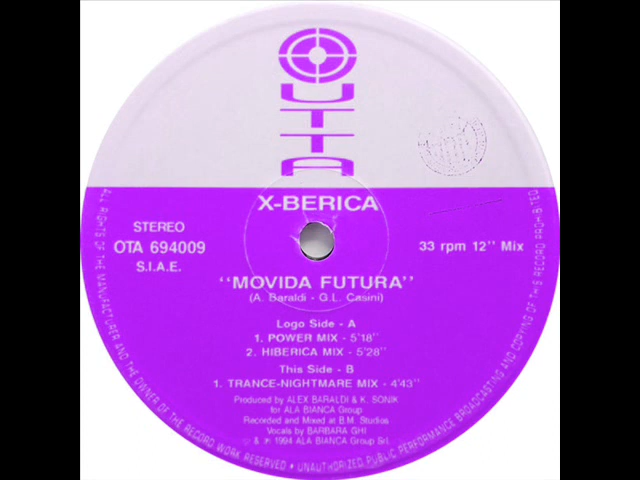 OUTTA
X-BERICA
STEREO
OTA 694009
S.I.A.E.
33 rpm 12'' Mix
“MOVIDA FUTURA”
(A. Baraldi - G.L. Casini)
Logo Side - A
1. POWER MIX - 5'18"
2. HIBERICA MIX - 5'28"
This Side - B
1. TRANCE-NIGHTMARE MIX - 4'43"
Produced by ALEX BARALDI & K. SONIK
for ALA BIANCA Group
Recorded and Mixed at B.M. Studios
Vocals by BARBARA GHI
© & ℗ 1994 ALA BIANCA Group Srl.
ALL RIGHTS OF THE MANUFACTURER AND THE OWNER OF THE RECORD WORK RESERVED • UNAUTHORIZED PUBLIC PERFORMANCE BROADCASTING AND COPYING OF THIS RECORD PROHIBITED